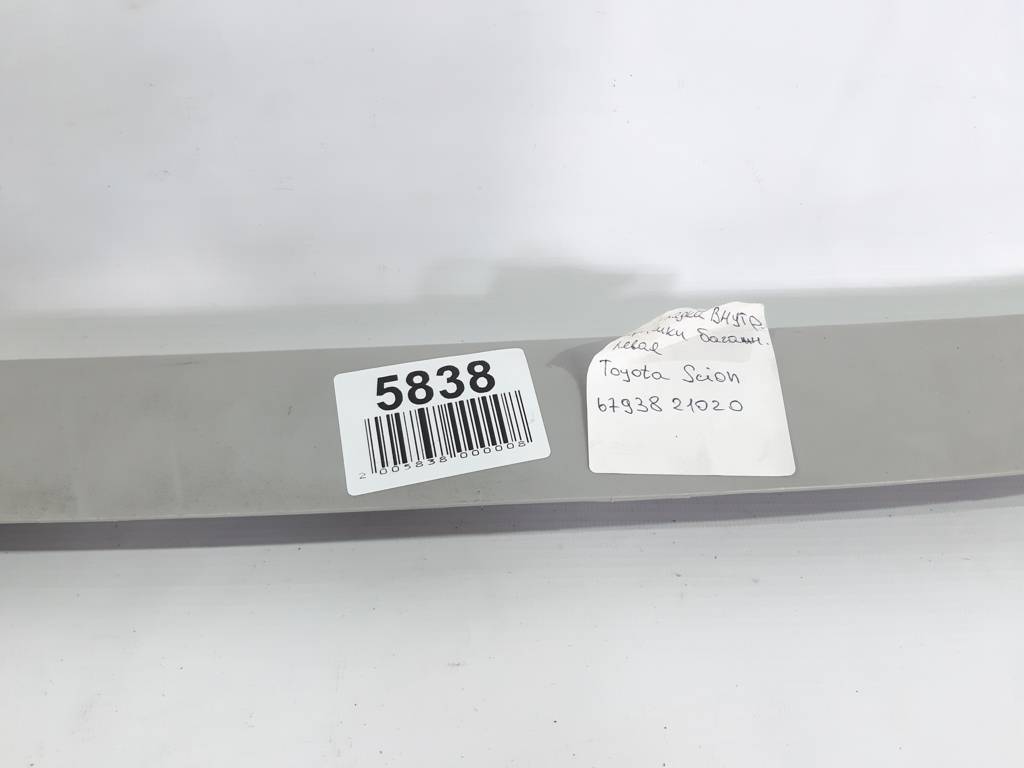 5838
2 005838 000008
ВНУТР.
багажн.
левая
Toyota Scion
67938 21020